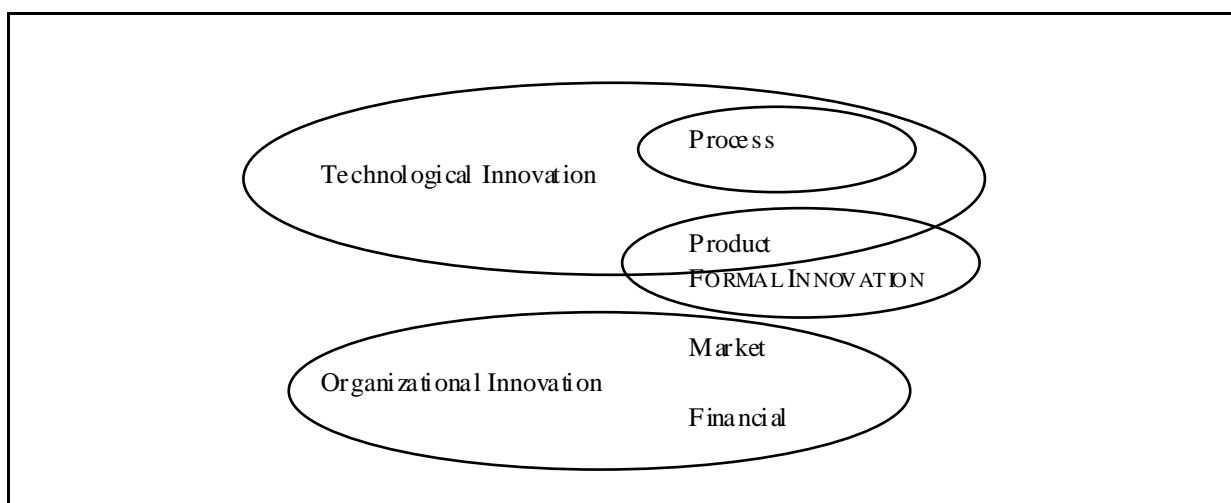 Process
Technological Innovation
Product
FORMAL INNOVATION
Market
Organizational Innovation
Financial